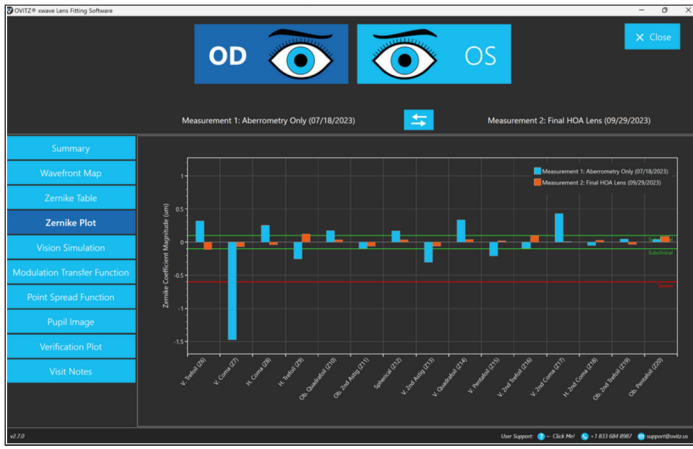 OVITZ® xwave Lens Fitting Software
OD
OS
Close
Measurement 1: Aberrometry Only (07/18/2023)
Measurement 2: Final HOA Lens (09/29/2023)
Summary
Wavefront Map
Zernike Table
Zernike Plot
Vision Simulation
Modulation Transfer Function
Point Spread Function
Pupil Image
Verification Plot
Visit Notes
Zernike Coefficient Magnitude (um)
1
0.5
0
-0.5
-1
-1.5
Measurement 1: Aberrometry Only (07/18/2023)
Measurement 2: Final HOA Lens (09/29/2023)
Subclinical
V. Trefoil (Z6)
V. Coma (Z7)
H. Coma (Z8)
H. Trefoil (Z9)
Ob. Quadrafoil (Z10)
Ob. 2nd Astig (Z11)
Spherical (Z12)
V. 2nd Astig (Z13)
V. Quadrafoil (Z14)
V. Pentafoil (Z15)
V. 2nd Trefoil (Z16)
V. 2nd Coma (Z17)
H. 2nd Coma (Z18)
Ob. 2nd Trefoil (Z19)
Ob. Pentafoil (Z20)
v2.7.0
User Support: ? ← Click Me! +1 833 684 8987 support@ovitz.us